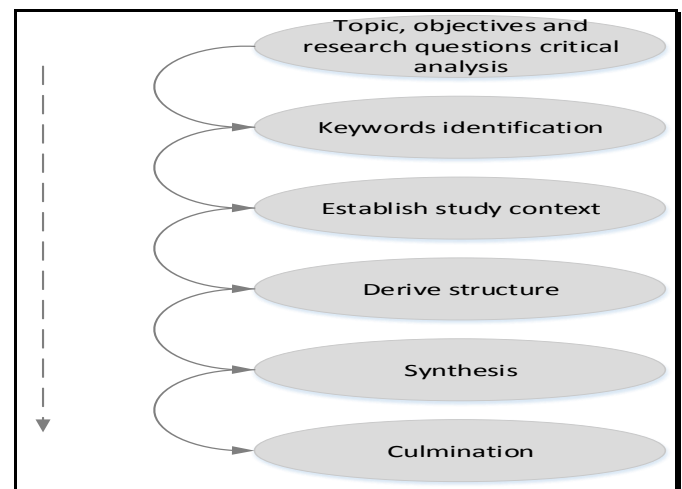 Topic, objectives and
research questions critical
analysis
Keywords identification
Establish study context
Derive structure
Synthesis
Culmination